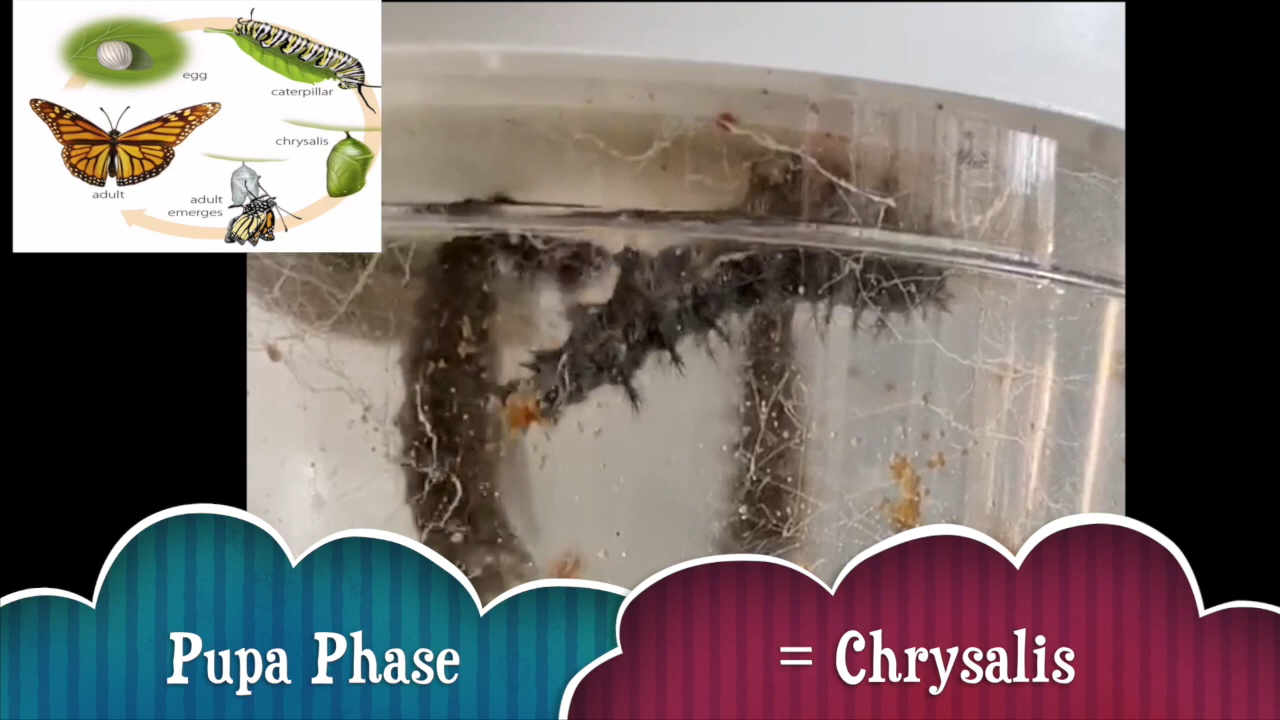 egg
caterpillar
chrysalis
adult
adult
emerges
Pupa Phase
= Chrysalis